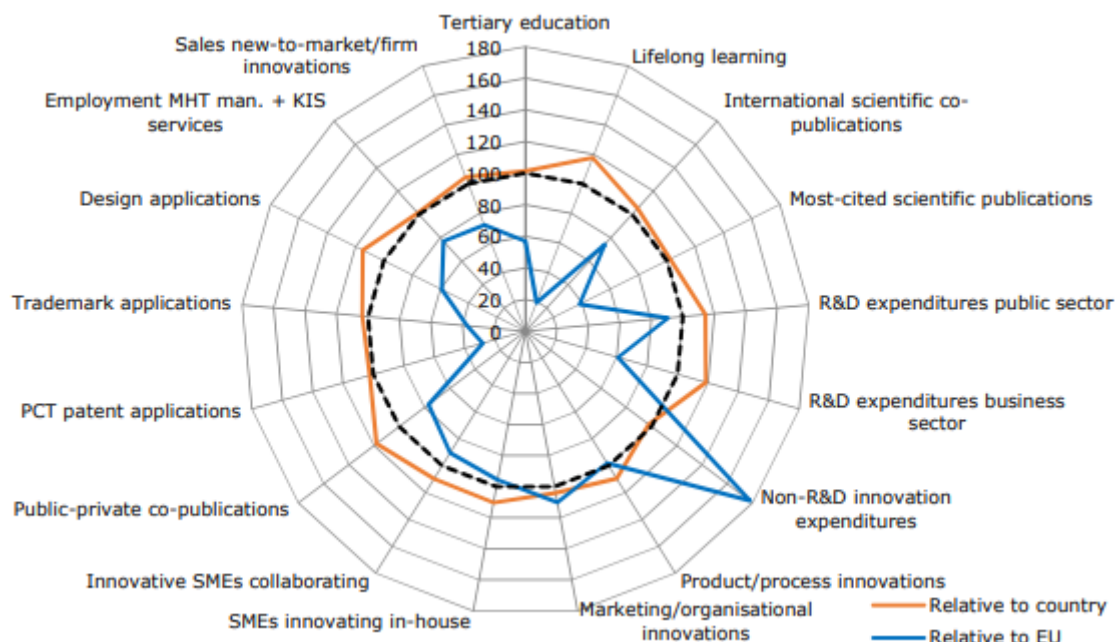 Tertiary education
Lifelong learning
International scientific co-
publications
Most-cited scientific publications
R&D expenditures public sector
R&D expenditures business
sector
Non-R&D innovation
expenditures
Product/process innovations
Marketing/organisational
innovations
SMEs innovating in-house
Innovative SMEs collaborating
Public-private co-publications
PCT patent applications
Trademark applications
Design applications
Employment MHT man. + KIS
services
Sales new-to-market/firm
innovations
180
160
140
120
100
80
60
40
20
0
Relative to country
Relative to EU